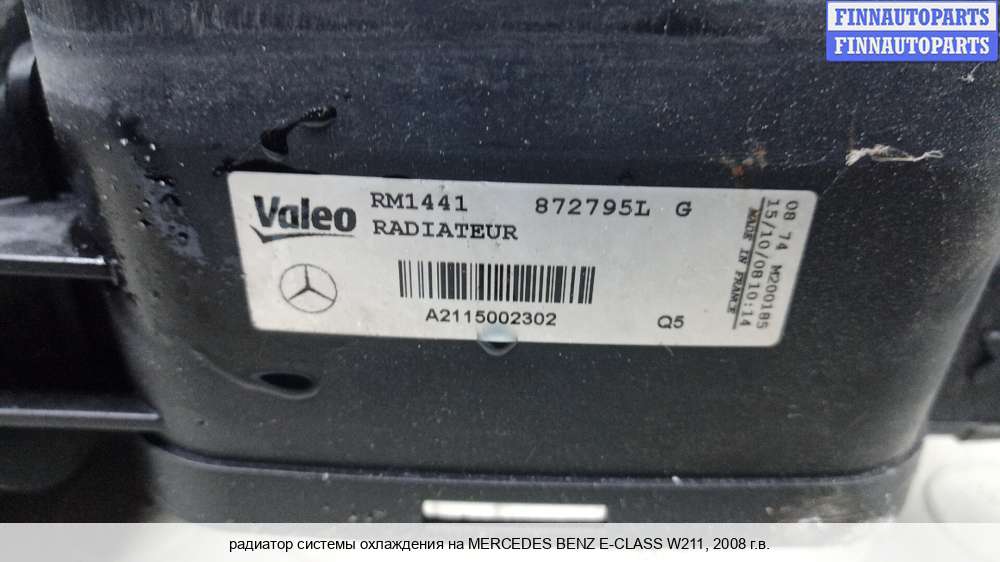 FINNAUTOPARTS
FINNAUTOPARTS
Valeo RM1441 872795L G
RADIATEUR
A2115002302
Q5
08 74 M200185
15/10/08 10:14
MADE IN FRANCE
радиатор системы охлаждения на MERCEDES BENZ E-CLASS W211, 2008 г.в.